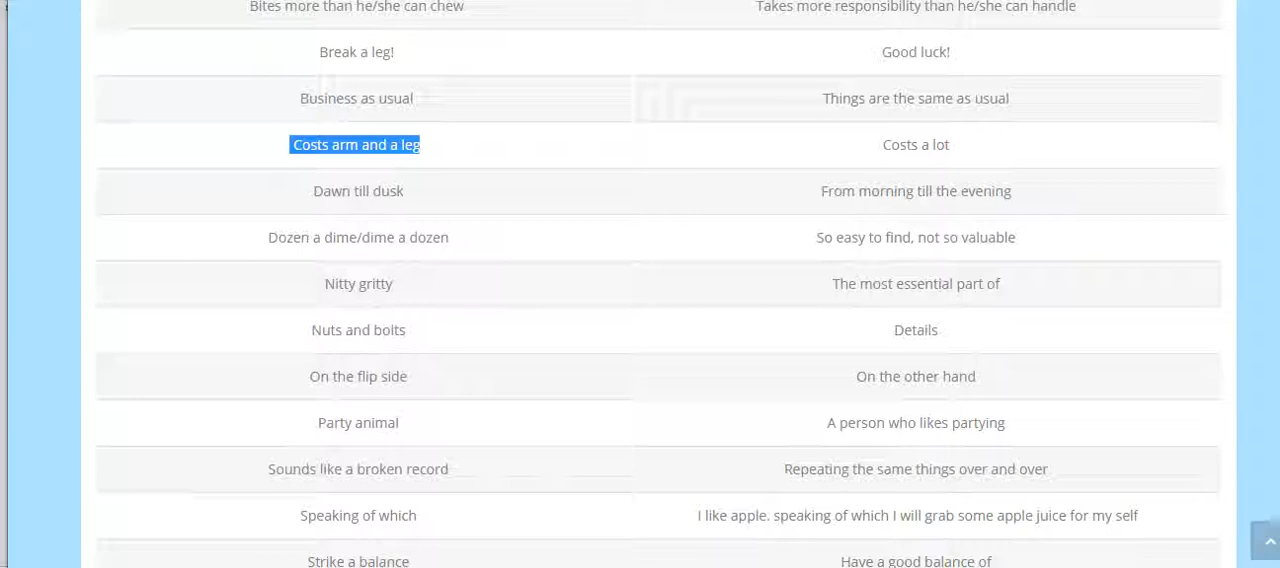 Bites more than he/she can chew Takes more responsibility than he/she can handle
Break a leg! Good luck!
Business as usual Things are the same as usual
Costs arm and a leg Costs a lot
Dawn till dusk From morning till the evening
Dozen a dime/dime a dozen So easy to find, not so valuable
Nitty gritty The most essential part of
Nuts and bolts Details
On the flip side On the other hand
Party animal A person who likes partying
Sounds like a broken record Repeating the same things over and over
Speaking of which I like apple. speaking of which I will grab some apple juice for my self
Strike a balance Have a good balance of